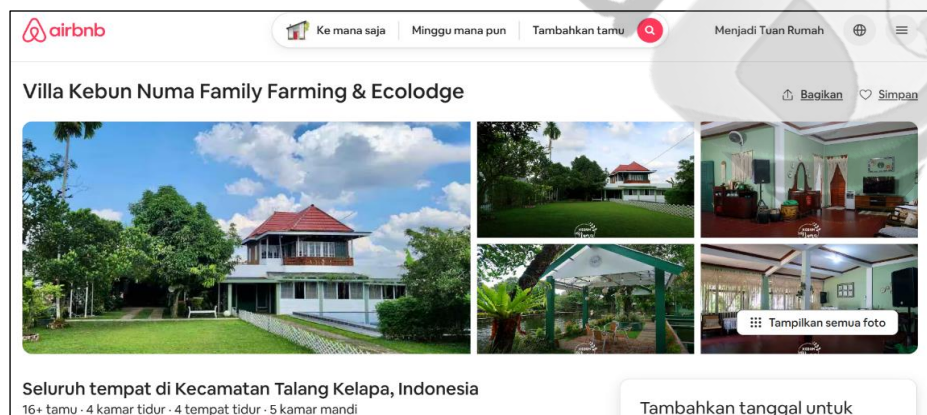 airbnb
Ke mana saja Minggu mana pun Tambahkan tamu Menjadi Tuan Rumah
Villa Kebun Numa Family Farming & Ecolodge
Bagikan Simpan
Tampilkan semua foto
Seluruh tempat di Kecamatan Talang Kelapa, Indonesia
16+ tamu · 4 kamar tidur · 4 tempat tidur · 5 kamar mandi
Tambahkan tanggal untuk